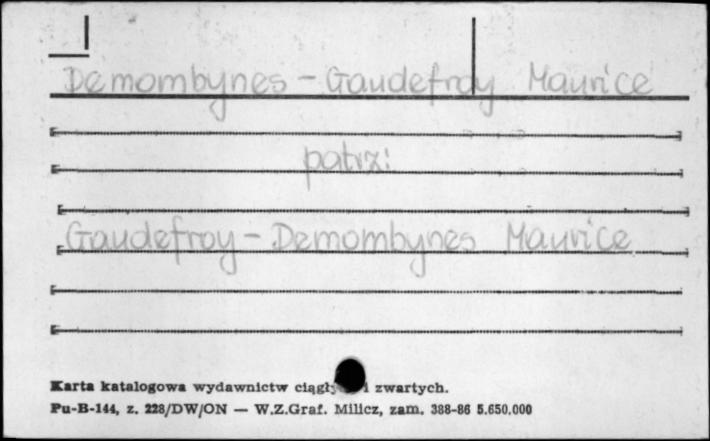 Demombynes - Gaudefroy Maurice
patrz:
Gaudefroy - Demombynes Maurice
Karta katalogowa wydawnictw zwartych.
Pu-B-144, z. 228/DW/ON — W.Z.Graf. Milicz, zam. 388-86 5.650.000